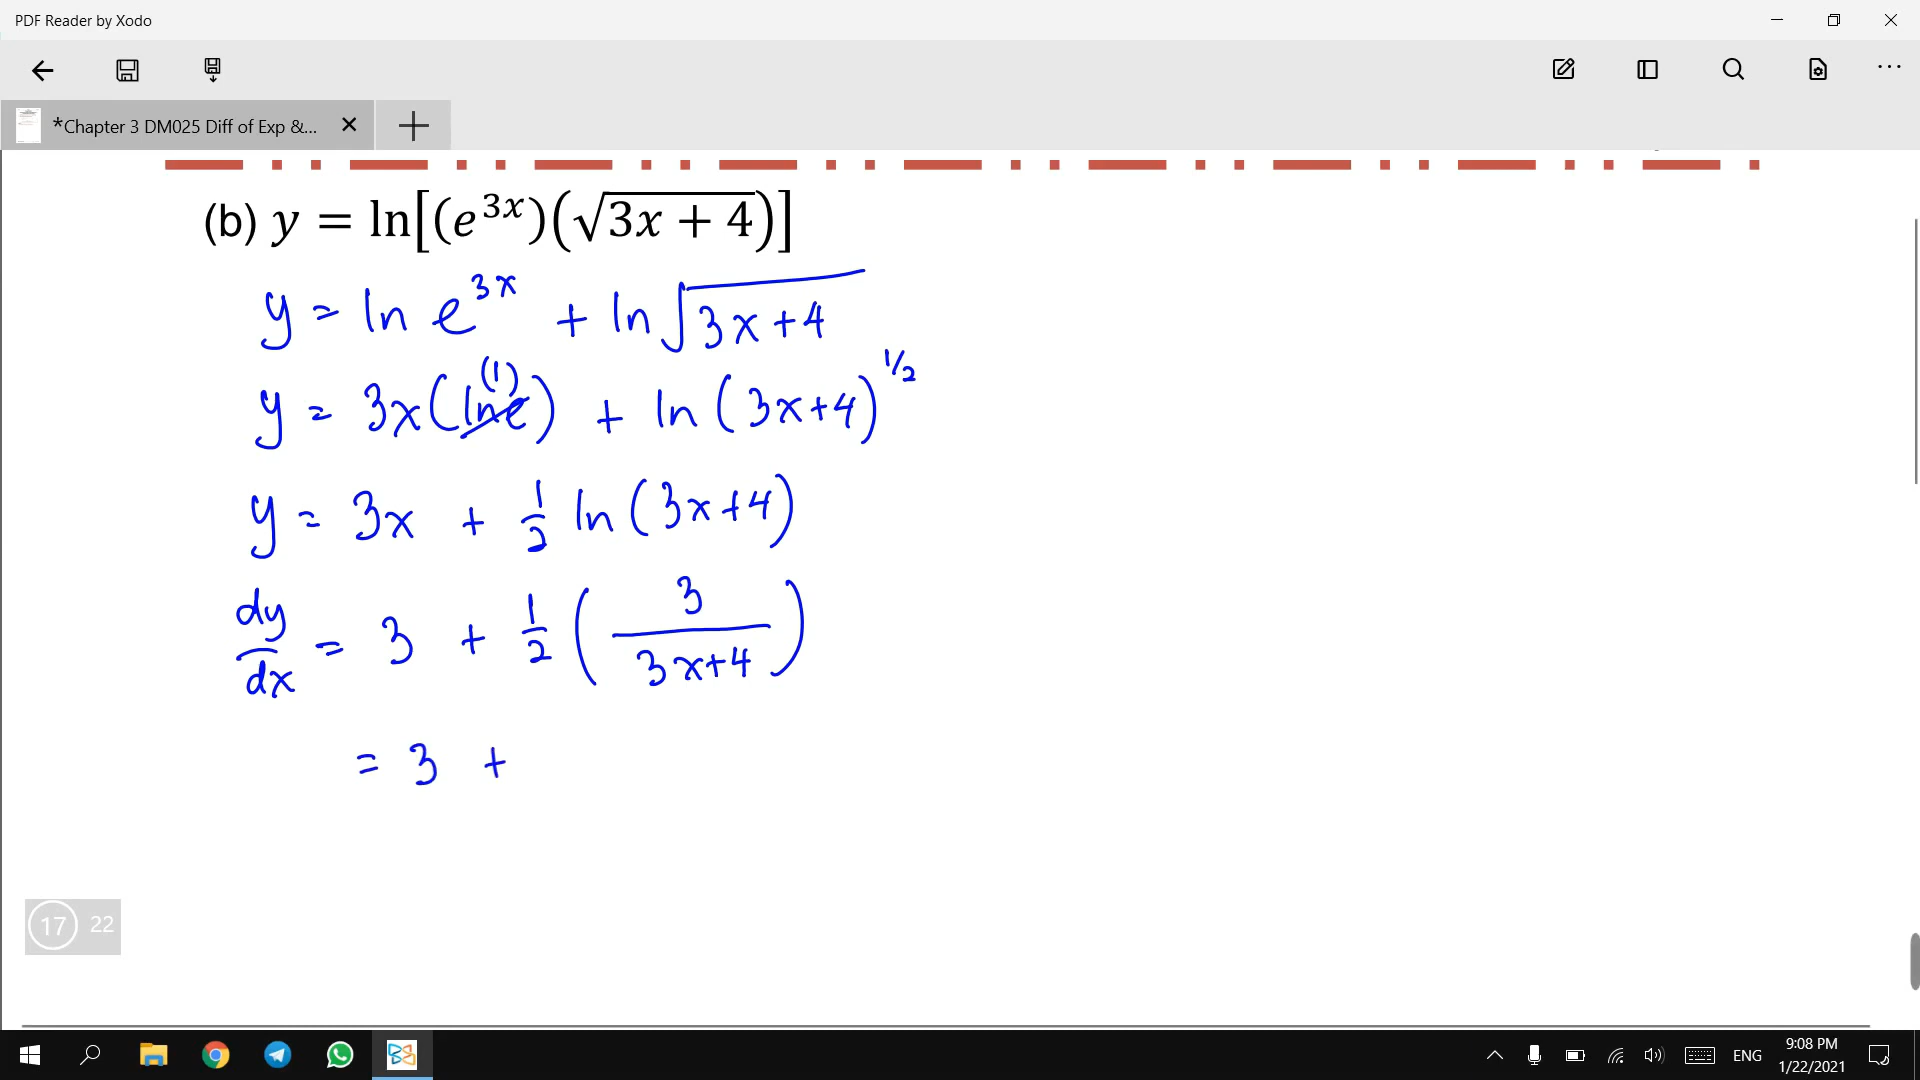 PDF Reader by Xodo
*Chapter 3 DM025 Diff of Exp &...
(b) y = ln[(e^{3x})(√(3x + 4))]
y = ln e^{3x} + ln √(3x+4)
(1)
y = 3x(ln e) + ln(3x+4)^{1/2}
y = 3x + 1/2 ln(3x+4)
dy/dx = 3 + 1/2 (3/(3x+4))
= 3 +
17 22
ENG
9:08 PM
1/22/2021